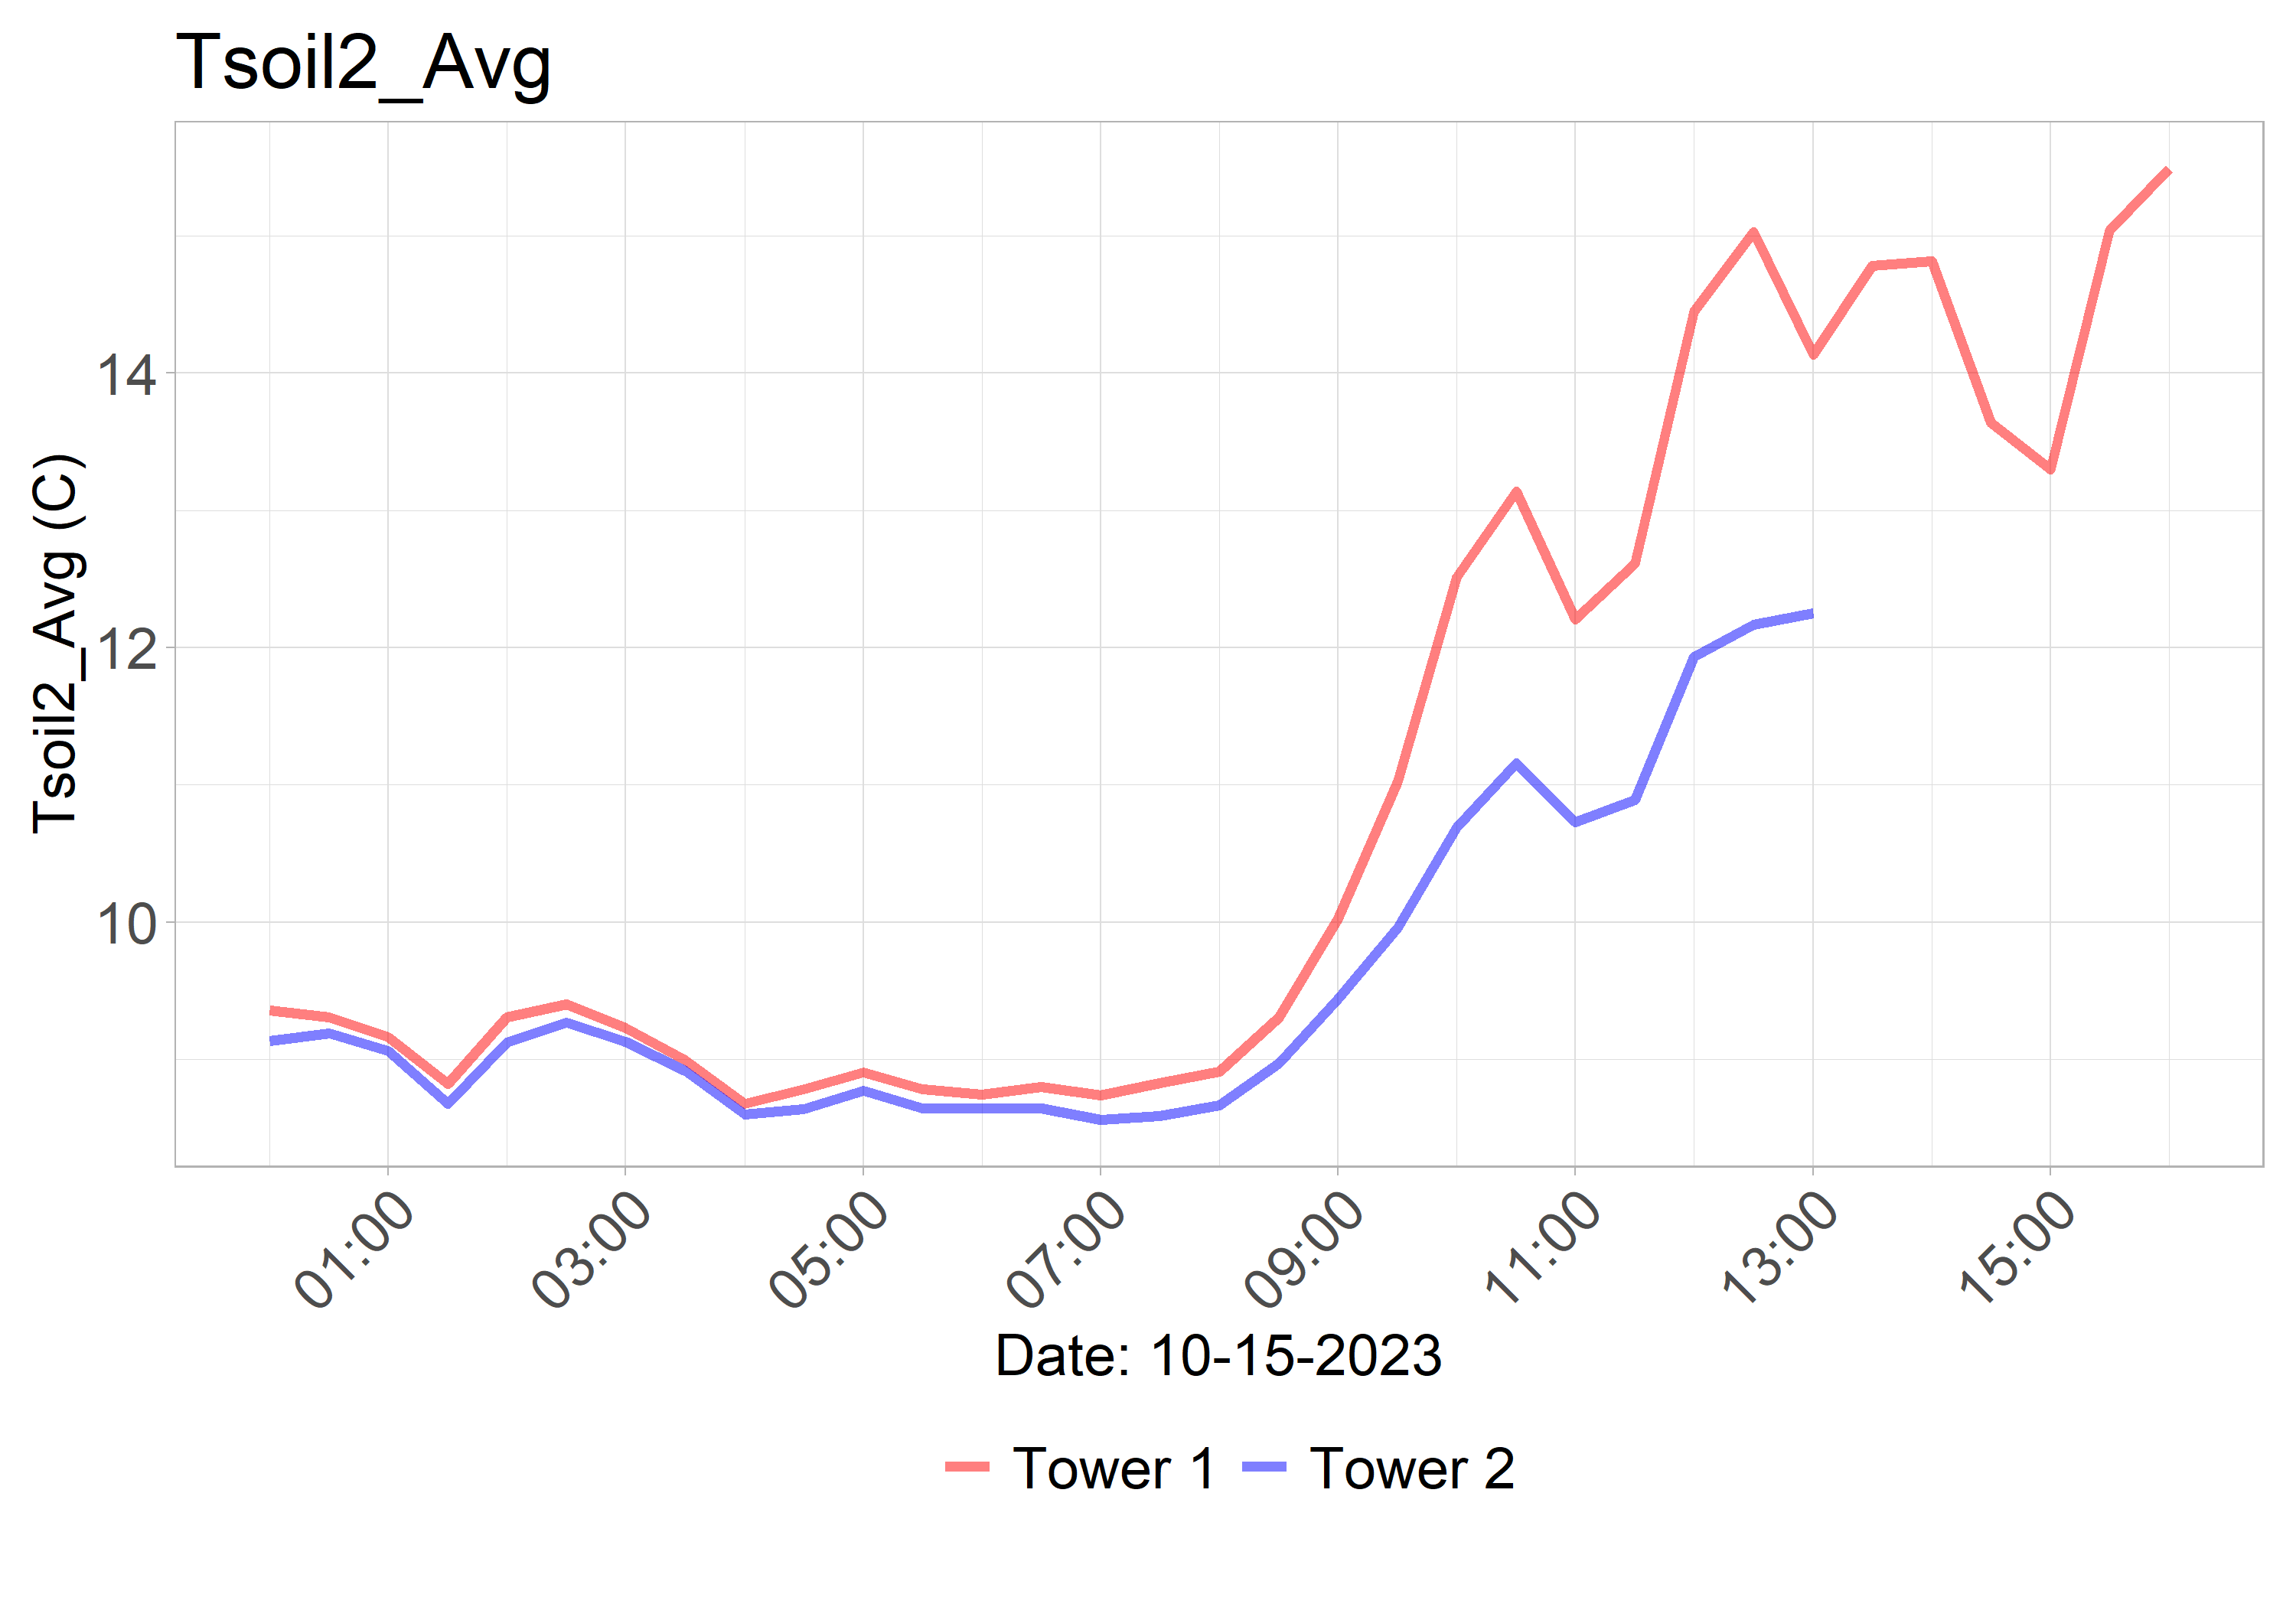 Tsoil2_Avg
Tsoil2_Avg (C)
14
12
10
01:00 03:00 05:00 07:00 09:00 11:00 13:00 15:00
Date: 10-15-2023
Tower 1 Tower 2